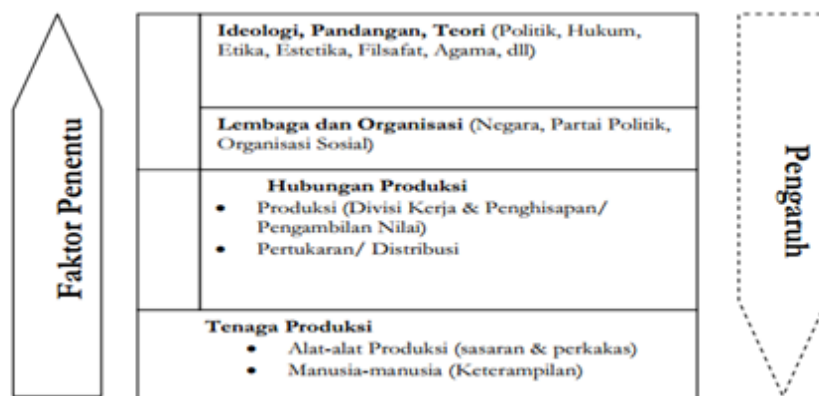 Faktor Penentu
Ideologi, Pandangan, Teori (Politik, Hukum,
Etika, Estetika, Filsafat, Agama, dll)
Lembaga dan Organisasi (Negara, Partai Politik,
Organisasi Sosial)
Hubungan Produksi
• Produksi (Divisi Kerja & Penghisapan/
Pengambilan Nilai)
• Pertukaran/ Distribusi
Tenaga Produksi
• Alat-alat Produksi (sasaran & perkakas)
• Manusia-manusia (Keterampilan)
Pengaruh